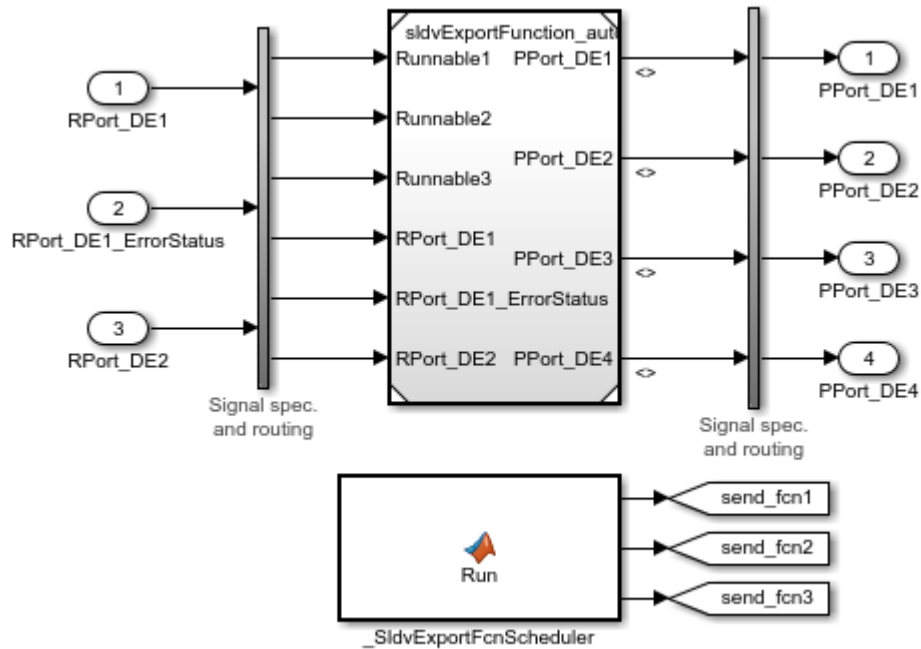 sldvExportFunction_auto
Runnable1
PPort_DE1
<>
1
PPort_DE1
1
RPort_DE1
Runnable2
PPort_DE2
<>
2
PPort_DE2
Runnable3
2
RPort_DE1_ErrorStatus
RPort_DE1
PPort_DE3
<>
3
PPort_DE3
RPort_DE1_ErrorStatus
3
RPort_DE2
RPort_DE2
PPort_DE4
<>
4
PPort_DE4
Signal spec.
and routing
Signal spec.
and routing
send_fcn1
send_fcn2
send_fcn3
Run
_SldvExportFcnScheduler